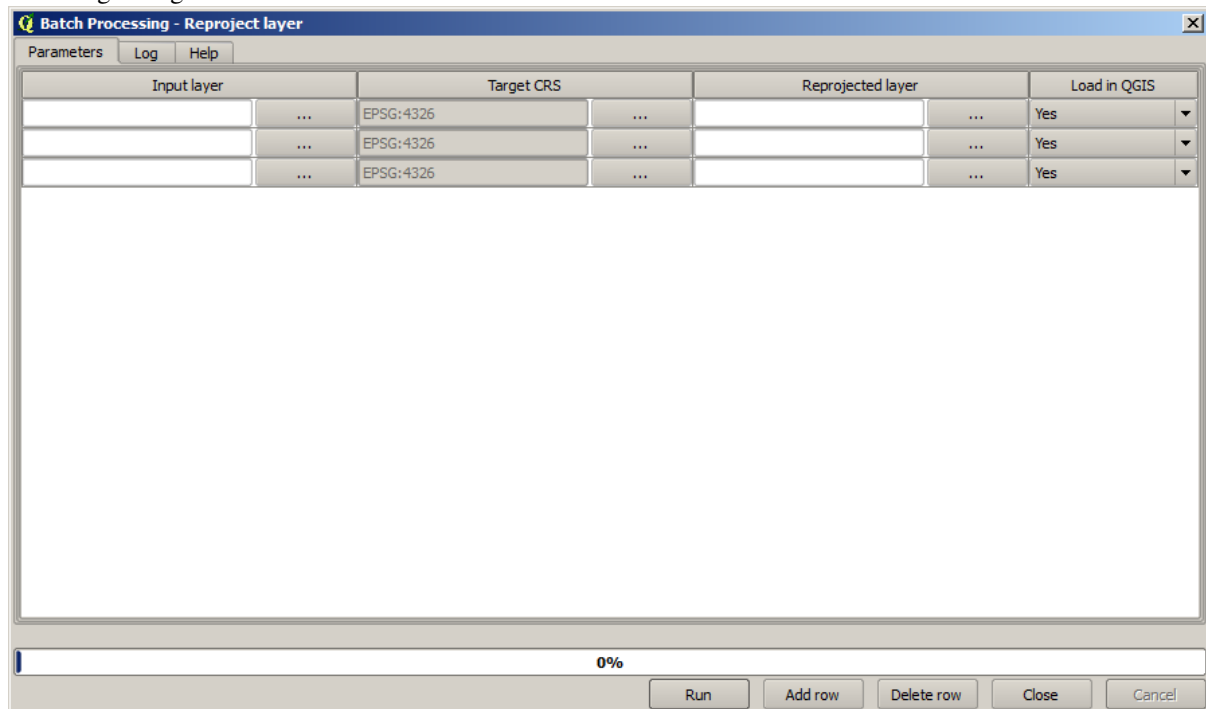 Batch Processing - Reproject layer
Parameters Log Help
Input layer Target CRS Reprojected layer Load in QGIS
... EPSG:4326 ... ... Yes
... EPSG:4326 ... ... Yes
... EPSG:4326 ... ... Yes
0%
Run Add row Delete row Close Cancel